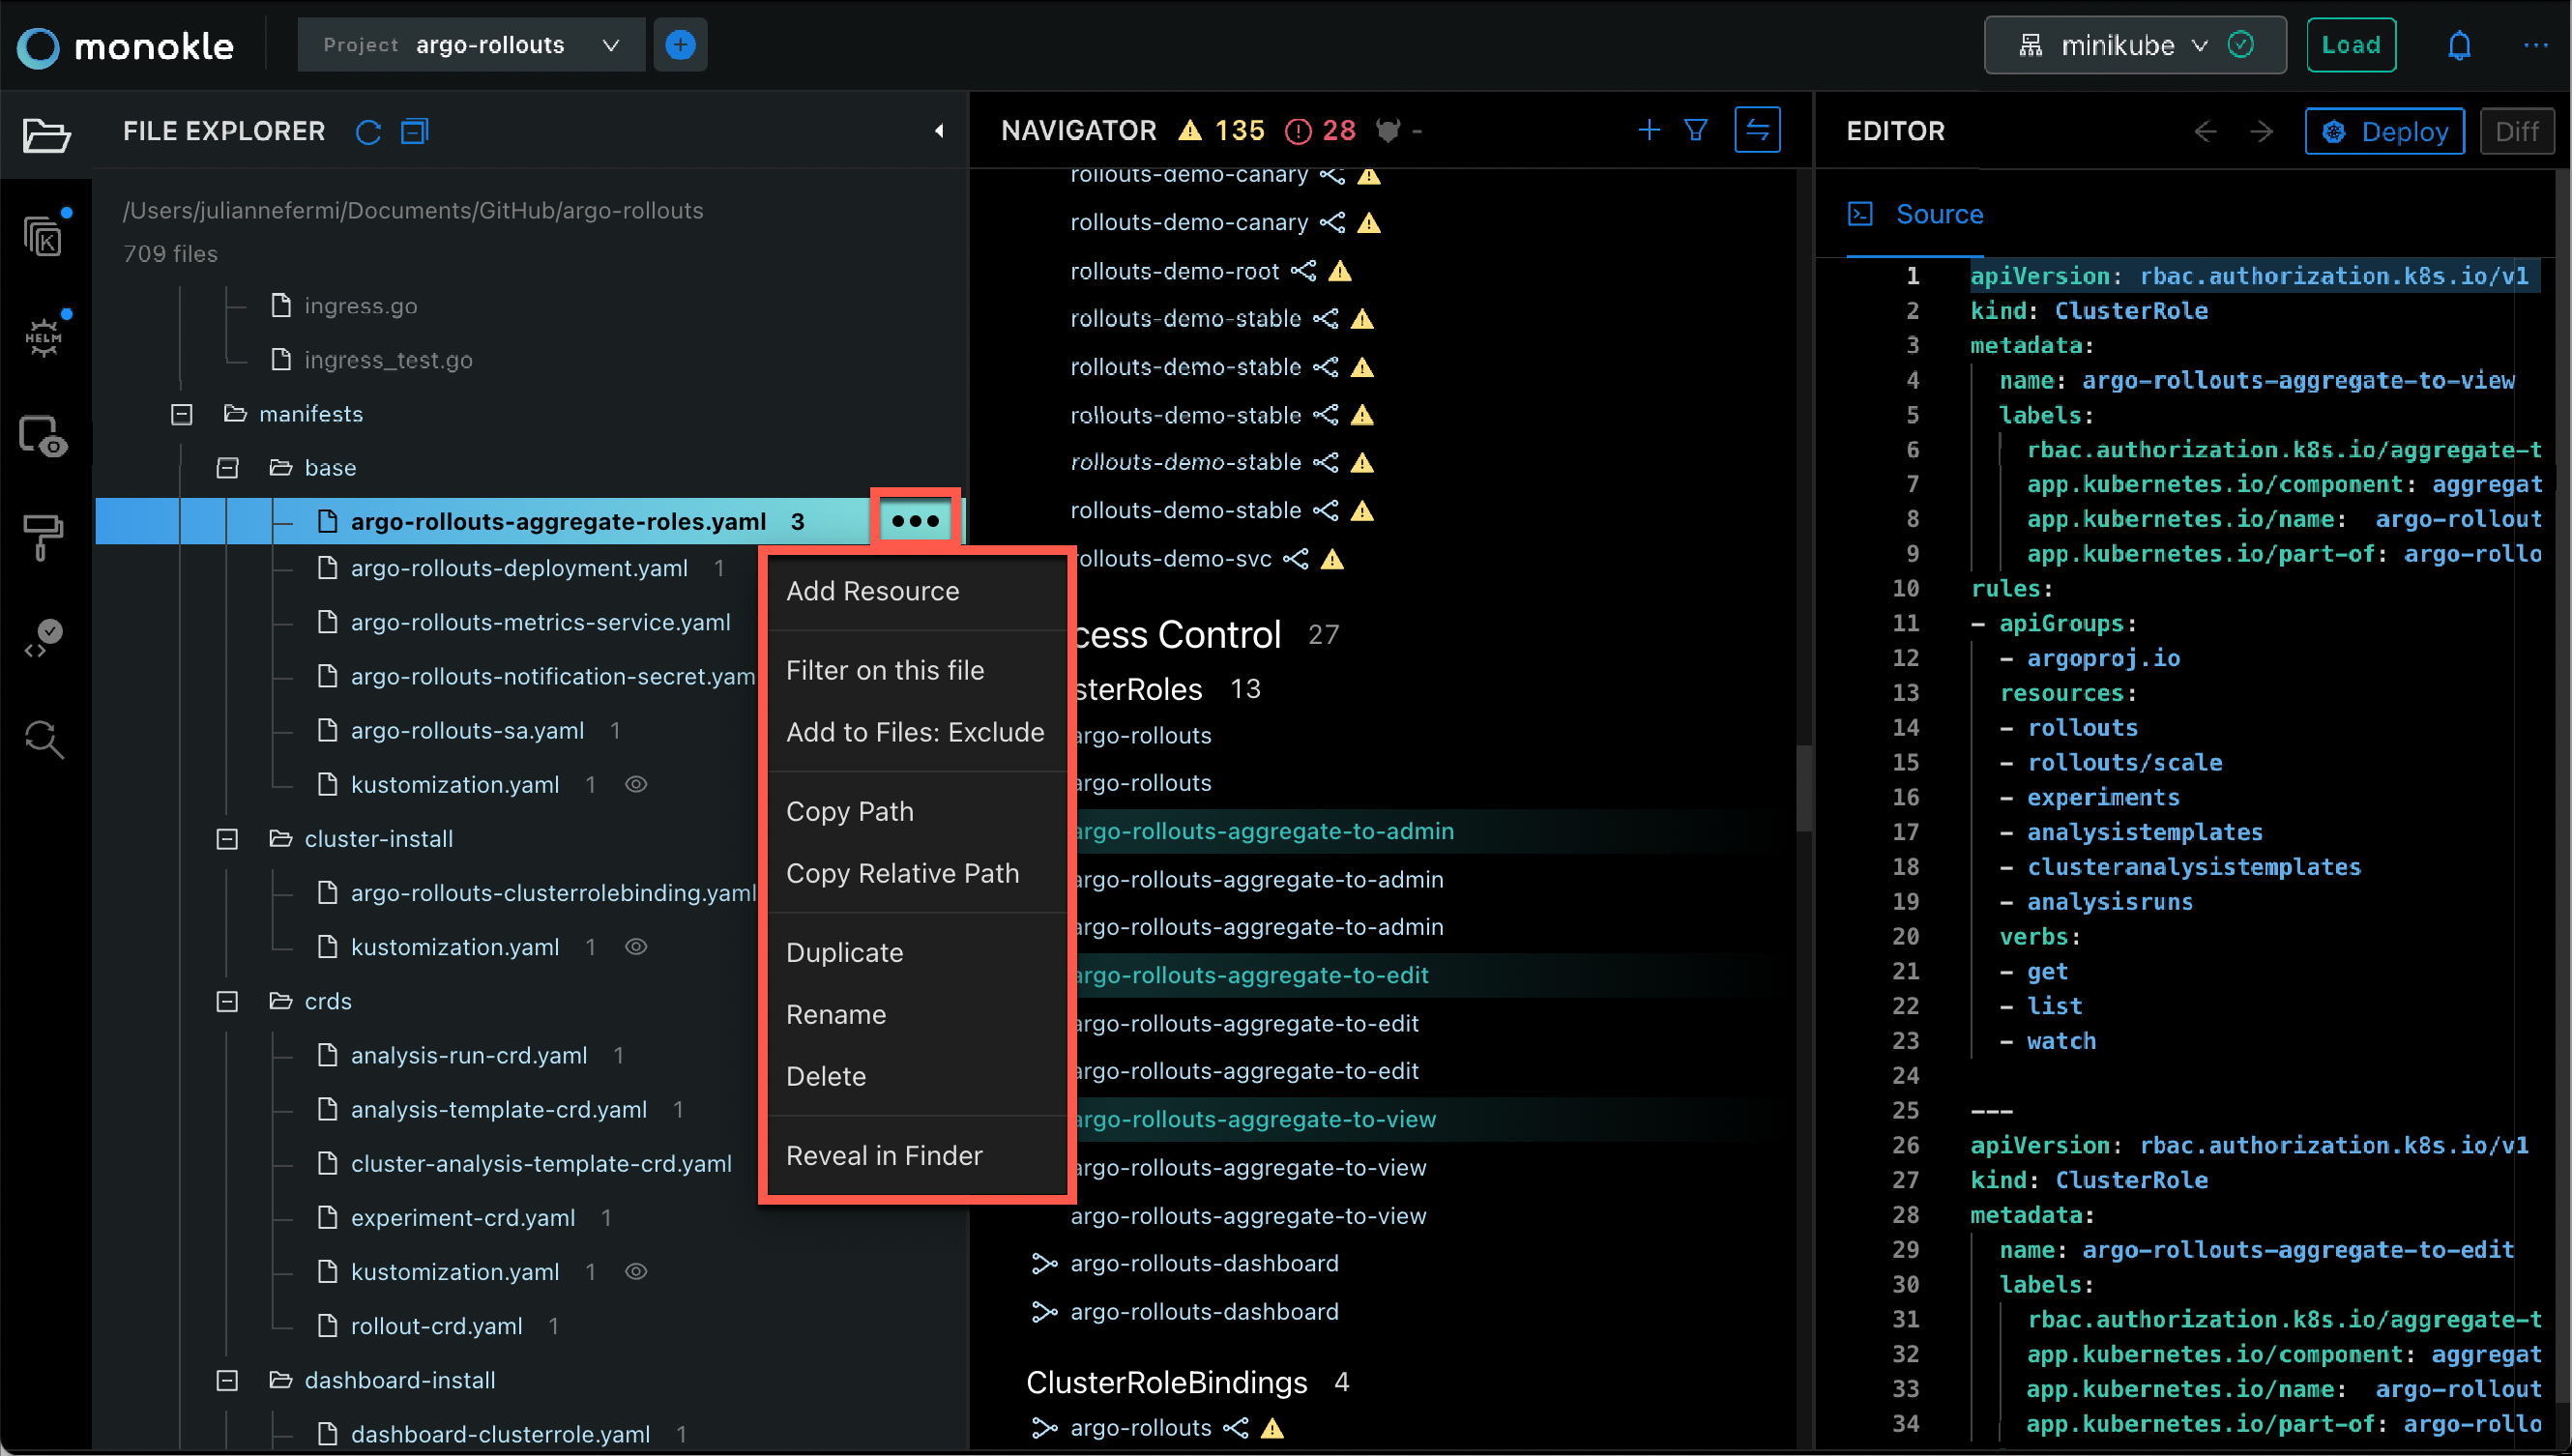 monokle
Project argo-rollouts
minikube
Load
FILE EXPLORER
/Users/juliannefermi/Documents/GitHub/argo-rollouts
709 files
ingress.go
ingress_test.go
manifests
base
argo-rollouts-aggregate-roles.yaml 3
argo-rollouts-deployment.yaml 1
argo-rollouts-metrics-service.yaml
argo-rollouts-notification-secret.yam
argo-rollouts-sa.yaml 1
kustomization.yaml 1
cluster-install
argo-rollouts-clusterrolebinding.yaml
kustomization.yaml 1
crds
analysis-run-crd.yaml 1
analysis-template-crd.yaml 1
cluster-analysis-template-crd.yaml
experiment-crd.yaml 1
kustomization.yaml 1
rollout-crd.yaml 1
dashboard-install
dashboard-clusterrole.yaml 1
K
HELM
Add Resource
Filter on this file
Add to Files: Exclude
Copy Path
Copy Relative Path
Duplicate
Rename
Delete
Reveal in Finder
NAVIGATOR 135 28 -
rollouts-demo-canary
rollouts-demo-canary
rollouts-demo-root
rollouts-demo-stable
rollouts-demo-stable
rollouts-demo-stable
rollouts-demo-stable
rollouts-demo-stable
rollouts-demo-svc
cess Control 27
sterRoles 13
argo-rollouts
argo-rollouts
argo-rollouts-aggregate-to-admin
argo-rollouts-aggregate-to-admin
argo-rollouts-aggregate-to-admin
argo-rollouts-aggregate-to-edit
argo-rollouts-aggregate-to-edit
argo-rollouts-aggregate-to-edit
argo-rollouts-aggregate-to-view
argo-rollouts-aggregate-to-view
argo-rollouts-aggregate-to-view
argo-rollouts-dashboard
argo-rollouts-dashboard
ClusterRoleBindings 4
argo-rollouts
EDITOR
Deploy
Diff
Source
1 apiVersion: rbac.authorization.k8s.io/v1
2 kind: ClusterRole
3 metadata:
4 name: argo-rollouts-aggregate-to-view
5 labels:
6 rbac.authorization.k8s.io/aggregate-t
7 app.kubernetes.io/component: aggregat
8 app.kubernetes.io/name: argo-rollout
9 app.kubernetes.io/part-of: argo-rollo
10 rules:
11 - apiGroups:
12 - argoproj.io
13 resources:
14 - rollouts
15 - rollouts/scale
16 - experiments
17 - analysistemplates
18 - clusteranalysistemplates
19 - analysisruns
20 verbs:
21 - get
22 - list
23 - watch
24
25 ---
26 apiVersion: rbac.authorization.k8s.io/v1
27 kind: ClusterRole
28 metadata:
29 name: argo-rollouts-aggregate-to-edit
30 labels:
31 rbac.authorization.k8s.io/aggregate-t
32 app.kubernetes.io/component: aggregat
33 app.kubernetes.io/name: argo-rollout
34 app.kubernetes.io/part-of: argo-rollo